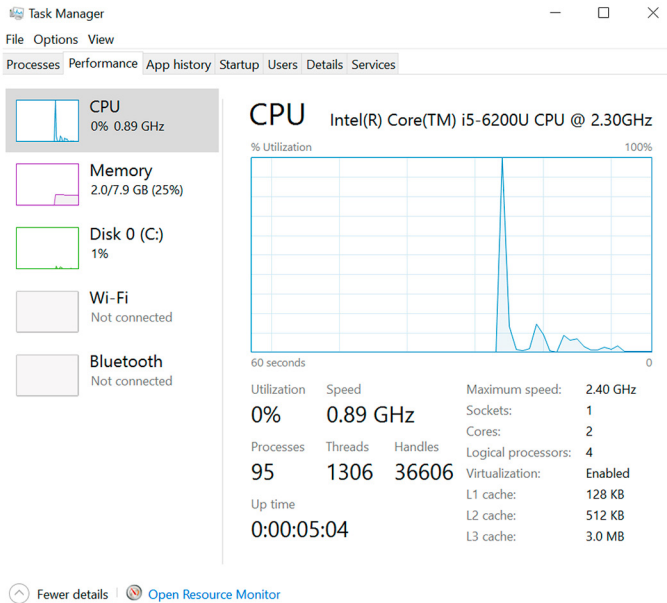 Task Manager
File Options View
Processes Performance App history Startup Users Details Services
CPU
0% 0.89 GHz
Memory
2.0/7.9 GB (25%)
Disk 0 (C:)
1%
Wi-Fi
Not connected
Bluetooth
Not connected
CPU Intel(R) Core(TM) i5-6200U CPU @ 2.30GHz
% Utilization 100%
60 seconds 0
Utilization Speed
0% 0.89 GHz
Processes Threads Handles
95 1306 36606
Up time
0:00:05:04
Maximum speed: 2.40 GHz
Sockets: 1
Cores: 2
Logical processors: 4
Virtualization: Enabled
L1 cache: 128 KB
L2 cache: 512 KB
L3 cache: 3.0 MB
Fewer details Open Resource Monitor